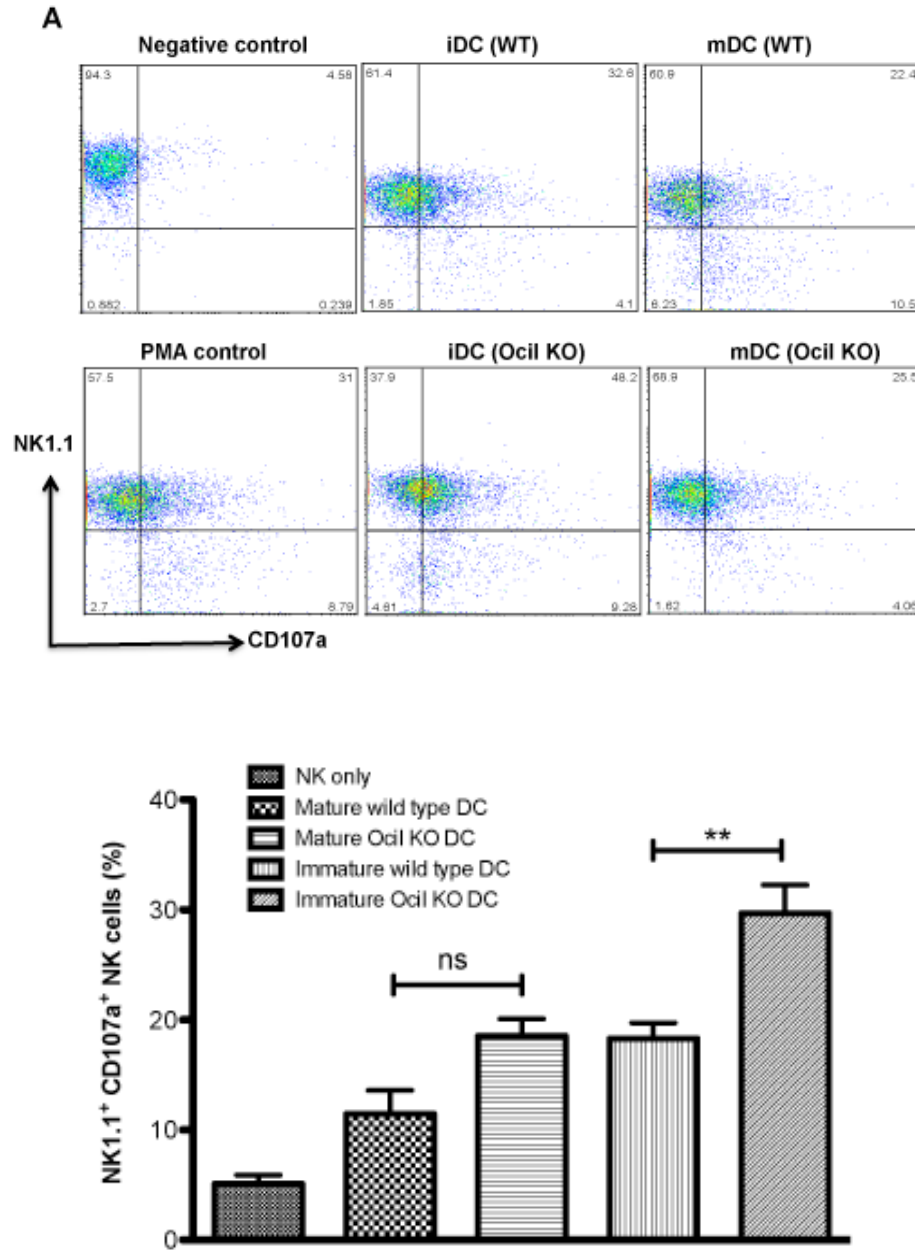 A
Negative control iDC (WT) mDC (WT)
94.3 4.58 61.4 32.6 60.9 22.4
0.882 0.239 1.85 4.1 6.23 10.5
PMA control iDC (Ocil KO) mDC (Ocil KO)
57.5 31 37.9 48.2 68.9 25.5
NK1.1
2.7 8.79 4.61 9.28 1.62 4.06
CD107a
NK only
Mature wild type DC
Mature Ocil KO DC
Immature wild type DC
Immature Ocil KO DC
NK1.1⁺ CD107a⁺ NK cells (%)
40
30
20
10
0
**
ns